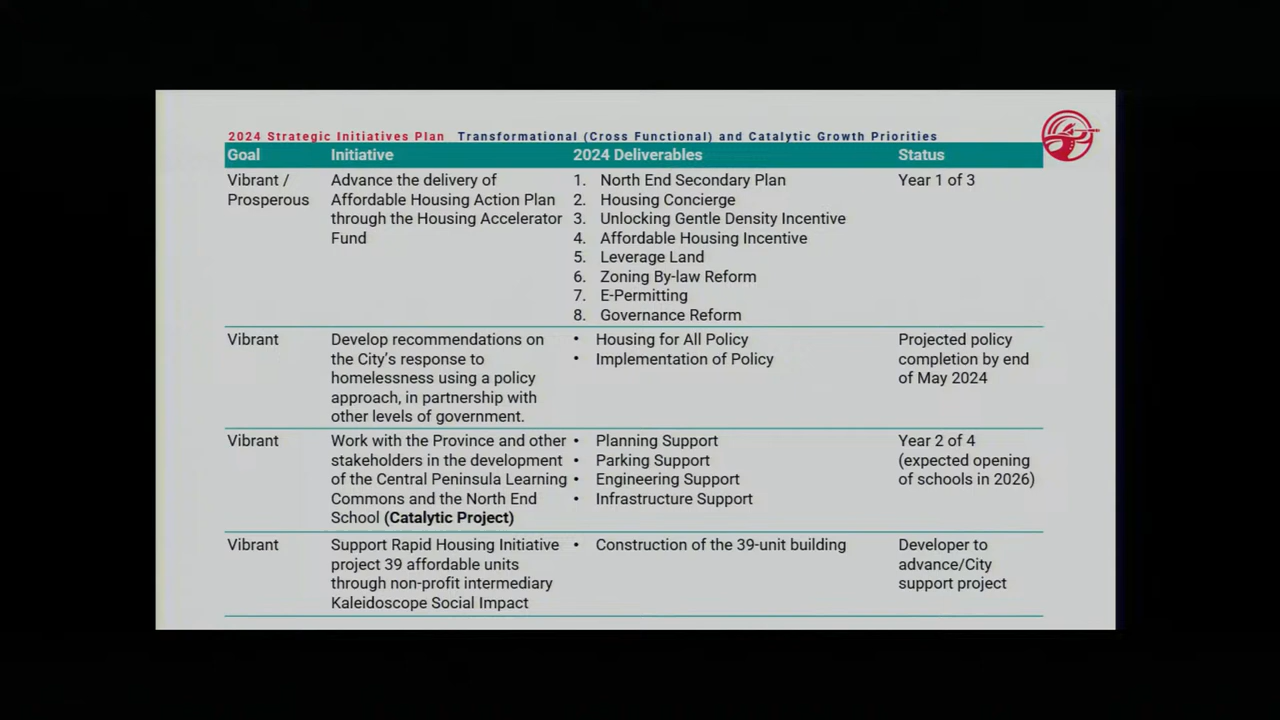 2024 Strategic Initiatives Plan Transformational (Cross Functional) and Catalytic Growth Priorities
Goal Initiative 2024 Deliverables Status
Vibrant / Prosperous
Advance the delivery of
Affordable Housing Action Plan
through the Housing Accelerator
Fund
1. North End Secondary Plan
2. Housing Concierge
3. Unlocking Gentle Density Incentive
4. Affordable Housing Incentive
5. Leverage Land
6. Zoning By-law Reform
7. E-Permitting
8. Governance Reform
Year 1 of 3
Vibrant
Develop recommendations on
the City's response to
homelessness using a policy
approach, in partnership with
other levels of government.
• Housing for All Policy
• Implementation of Policy
Projected policy
completion by end
of May 2024
Vibrant
Work with the Province and other
stakeholders in the development
of the Central Peninsula Learning
Commons and the North End
School (Catalytic Project)
• Planning Support
• Parking Support
• Engineering Support
• Infrastructure Support
Year 2 of 4
(expected opening
of schools in 2026)
Vibrant
Support Rapid Housing Initiative
project 39 affordable units
through non-profit intermediary
Kaleidoscope Social Impact
• Construction of the 39-unit building
Developer to
advance/City
support project